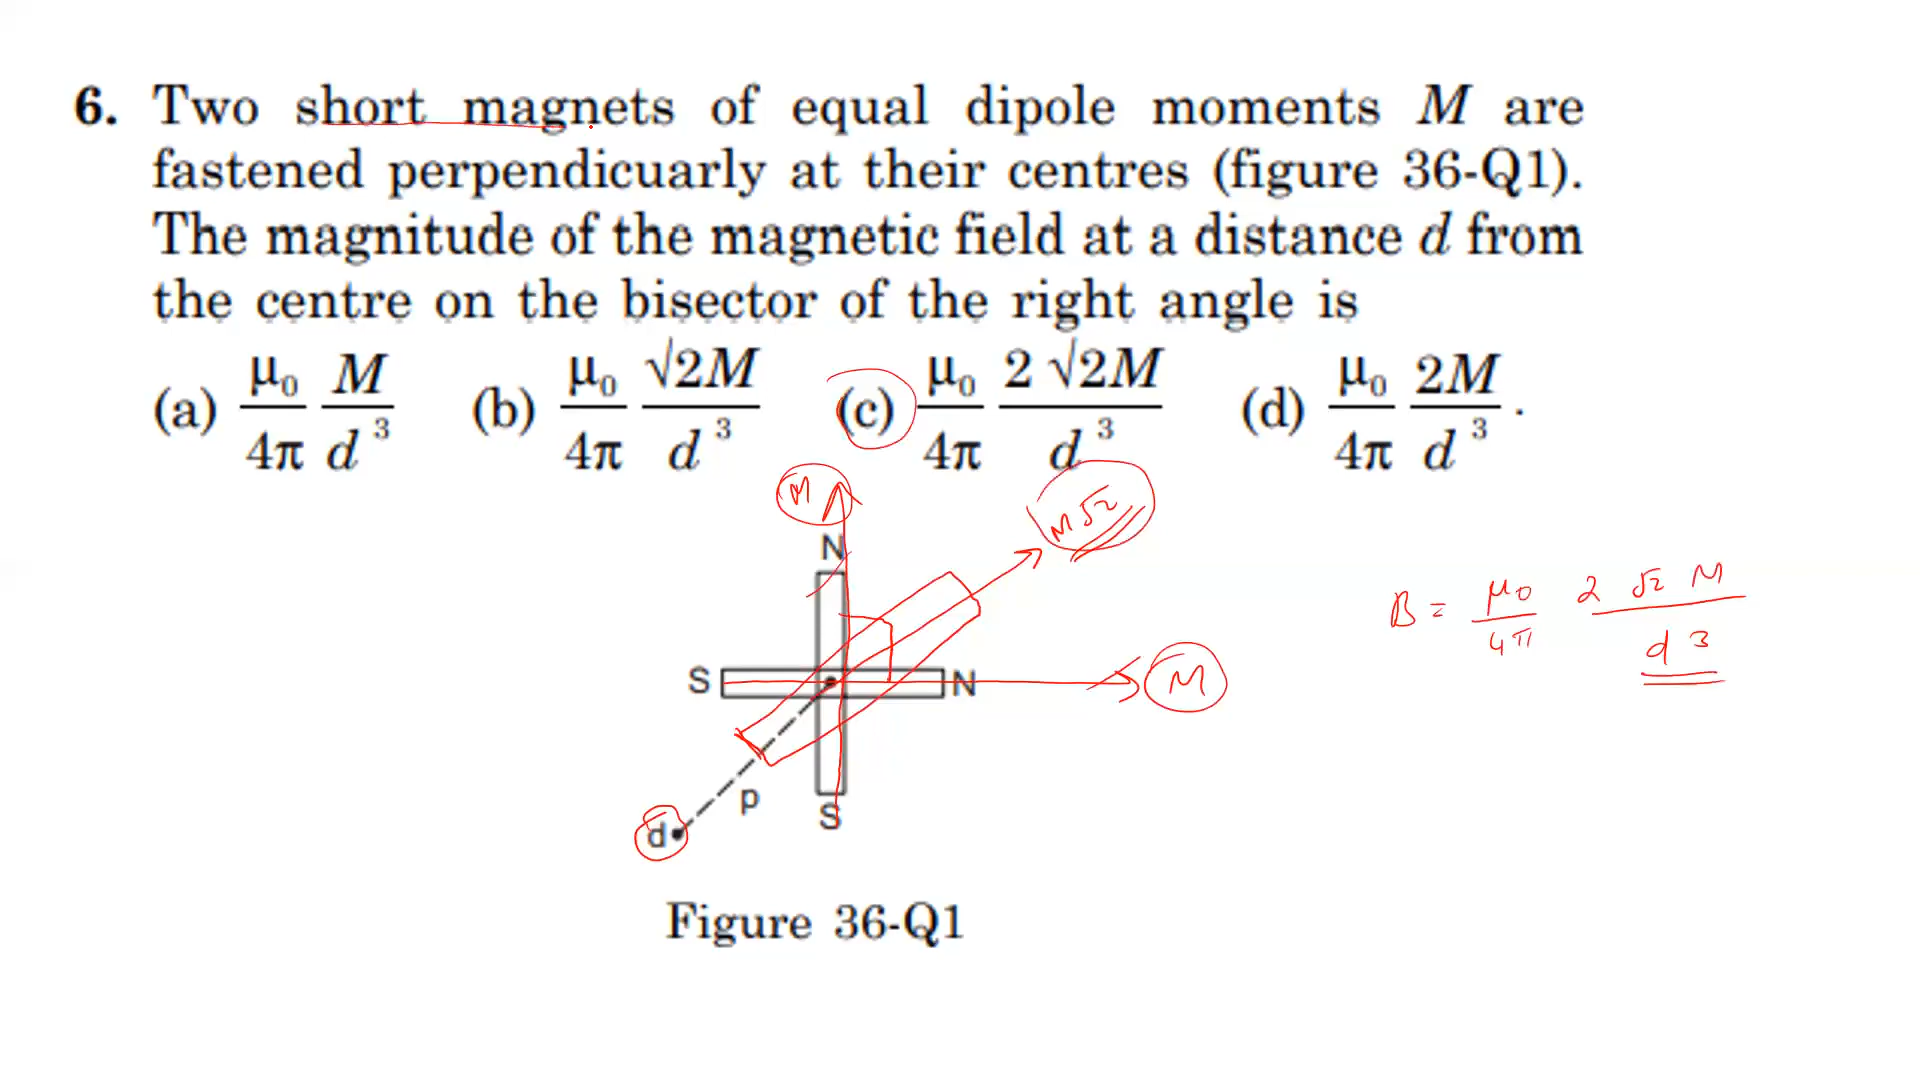 6. Two short magnets of equal dipole moments M are
fastened perpendicuarly at their centres (figure 36-Q1).
The magnitude of the magnetic field at a distance d from
the centre on the bisector of the right angle is
(a) μ₀/4π M/d³ (b) μ₀/4π √2M/d³ (c) μ₀/4π 2√2M/d³ (d) μ₀/4π 2M/d³.
M
M√2
N
B = μ₀/4π 2√2 M/d³
S N M
p
S
d
Figure 36-Q1